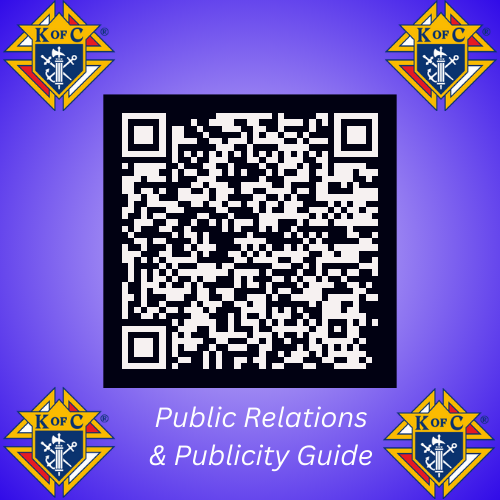 K OF C ®
K OF C ®
Public Relations
& Publicity Guide
K OF C ®
K OF C ®